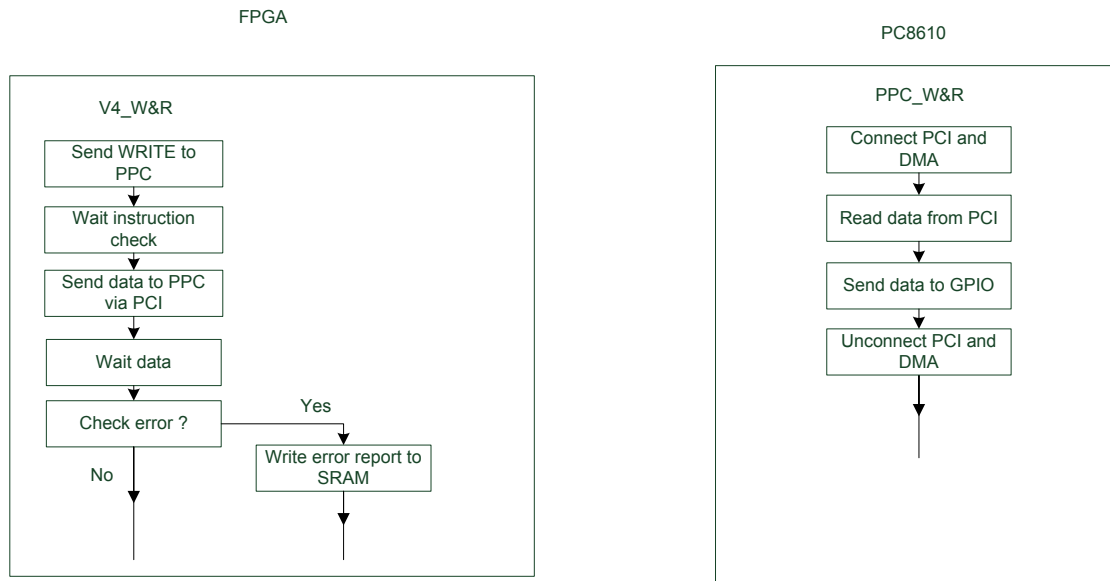 FPGA
V4_W&R
Send WRITE to
PPC
Wait instruction
check
Send data to PPC
via PCI
Wait data
Check error ?
Yes
No
Write error report to
SRAM
PC8610
PPC_W&R
Connect PCI and
DMA
Read data from PCI
Send data to GPIO
Unconnect PCI and
DMA